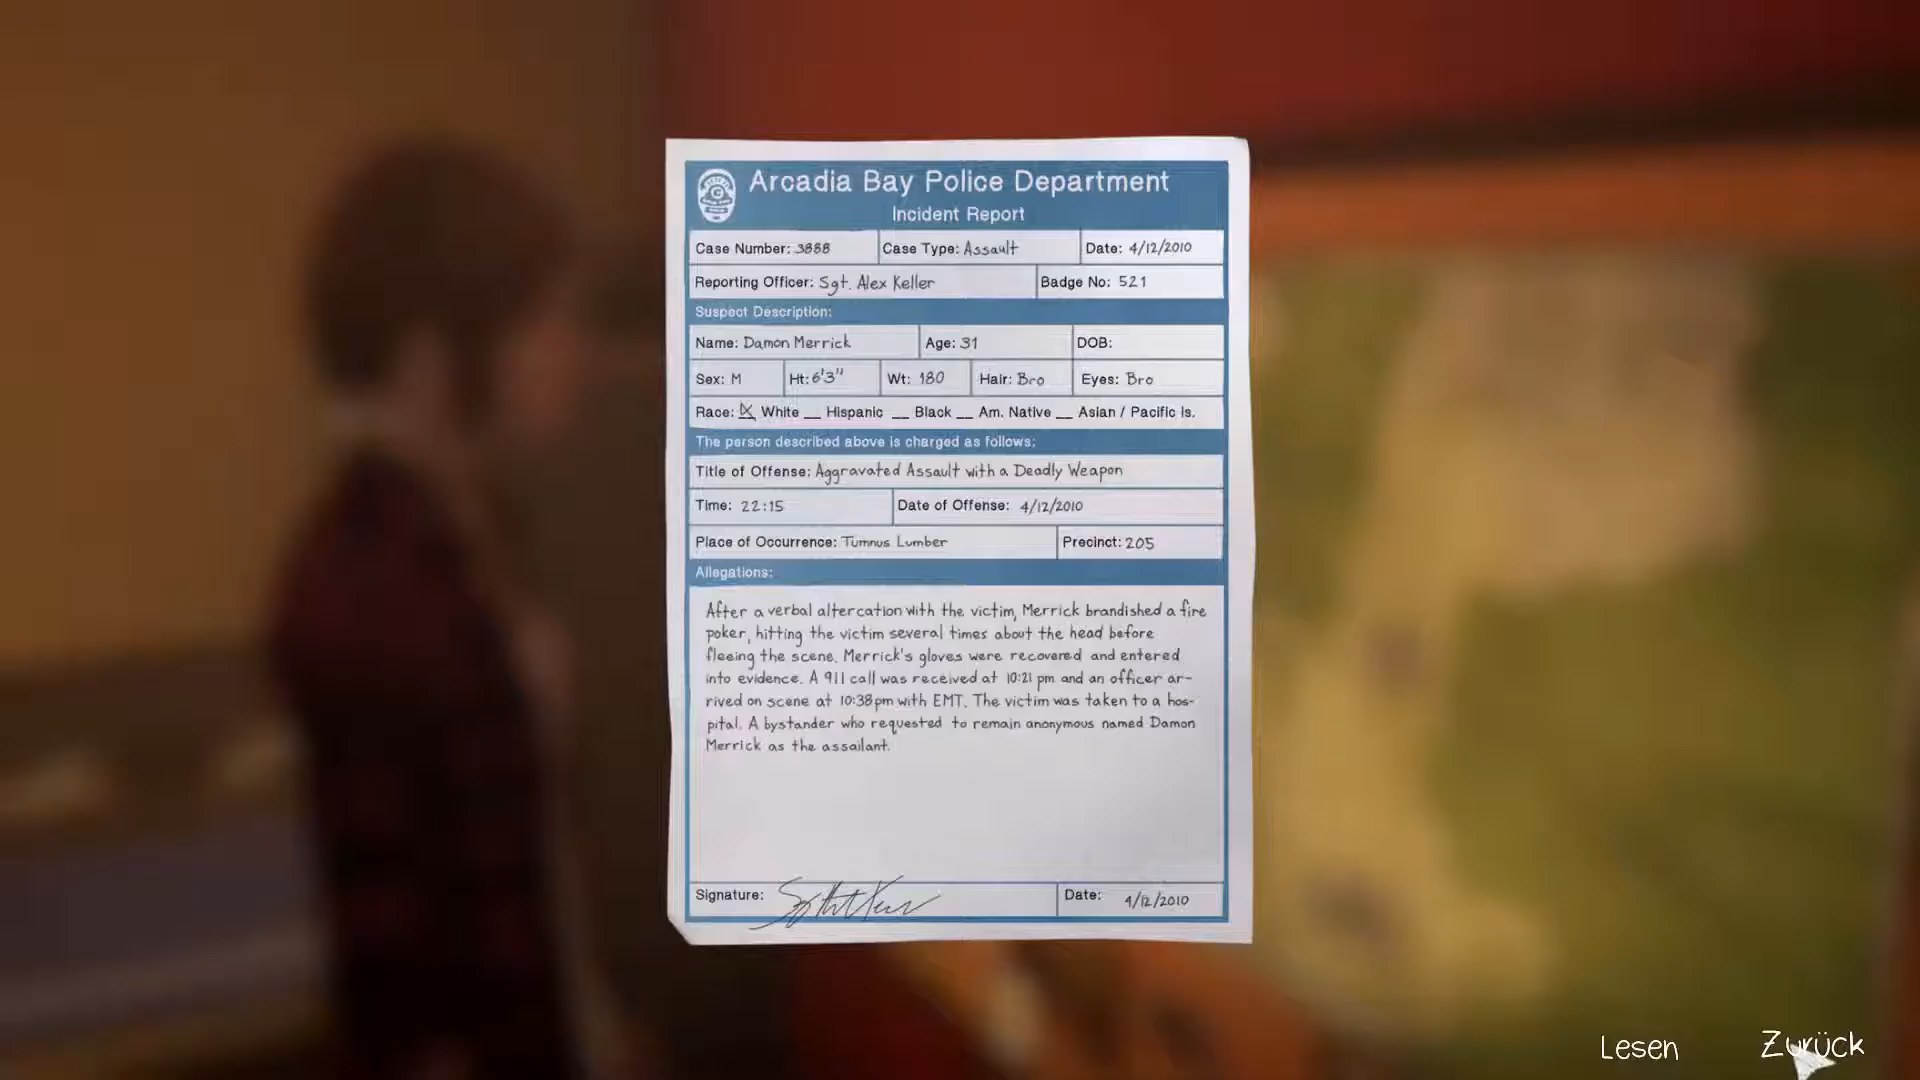 Arcadia Bay Police Department
Incident Report
Case Number: 3888 Case Type: Assault Date: 4/12/2010
Reporting Officer: Sgt. Alex Keller Badge No: 521
Suspect Description:
Name: Damon Merrick Age: 31 DOB:
Sex: M Ht: 6'3" Wt: 180 Hair: Bro Eyes: Bro
Race: X White __ Hispanic __ Black __ Am. Native __ Asian / Pacific Is.
The person described above is charged as follows:
Title of Offense: Aggravated Assault with a Deadly Weapon
Time: 22:15 Date of Offense: 4/12/2010
Place of Occurrence: Tumnus Lumber Precinct: 205
Allegations:
After a verbal altercation with the victim, Merrick brandished a fire
poker, hitting the victim several times about the head before
fleeing the scene. Merrick's gloves were recovered and entered
into evidence. A 911 call was received at 10:21 pm and an officer ar-
rived on scene at 10:38pm with EMT. The victim was taken to a hos-
pital. A bystander who requested to remain anonymous named Damon
Merrick as the assailant.
Signature: Date: 4/12/2010
Lesen Zurück